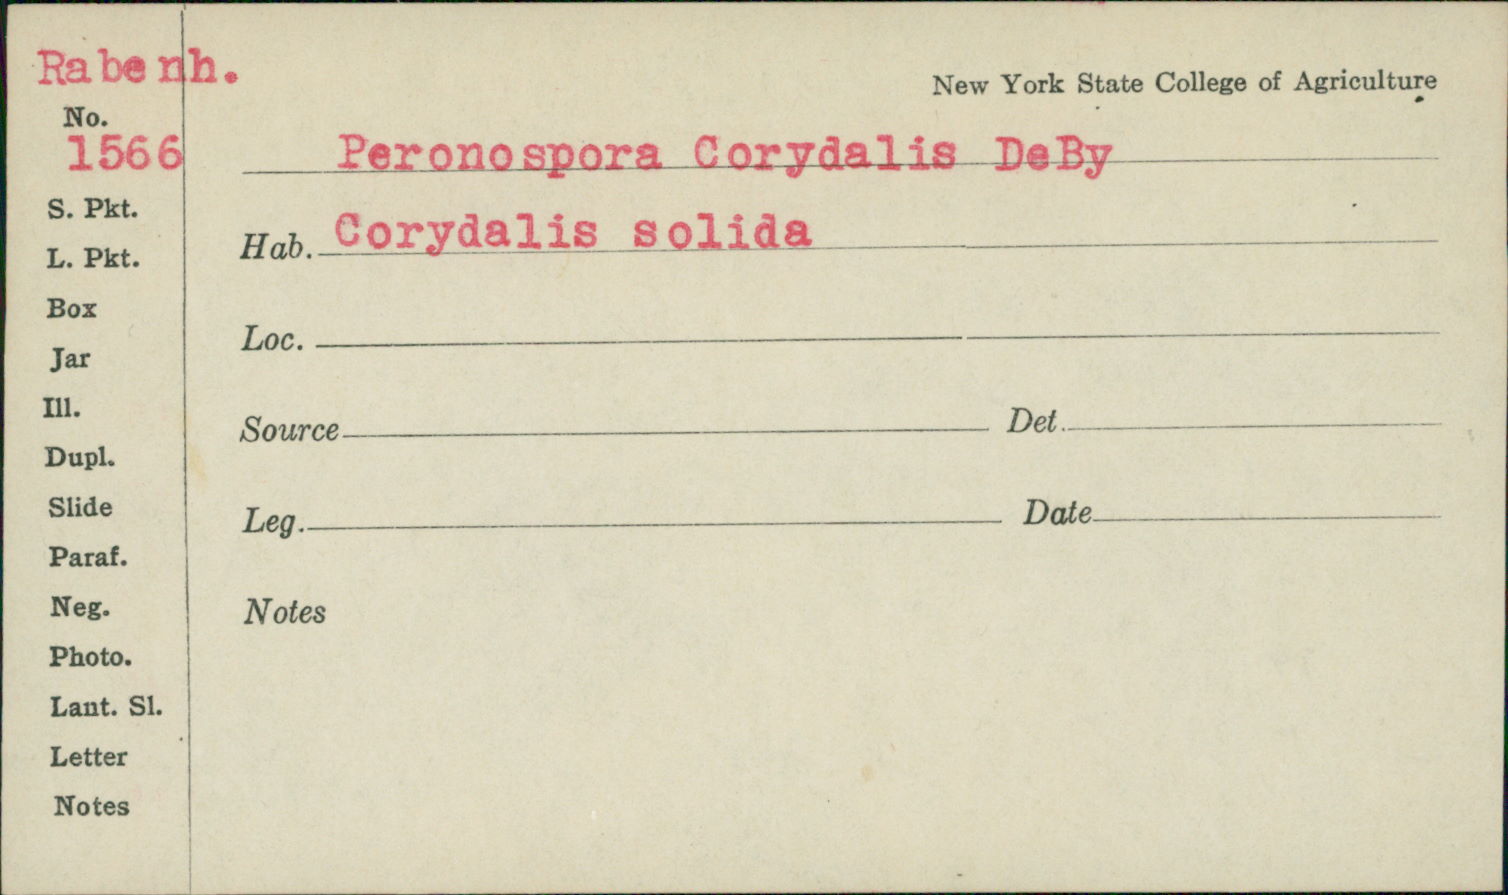 Rabenh.
New York State College of Agriculture
No.
1566
Peronospora Corydalis DeBy
S. Pkt.
Hab. Corydalis solida
L. Pkt.
Box
Loc.
Jar
Ill.
Source Det.
Dupl.
Slide
Leg. Date
Paraf.
Neg.
Notes
Photo.
Lant. Sl.
Letter
Notes